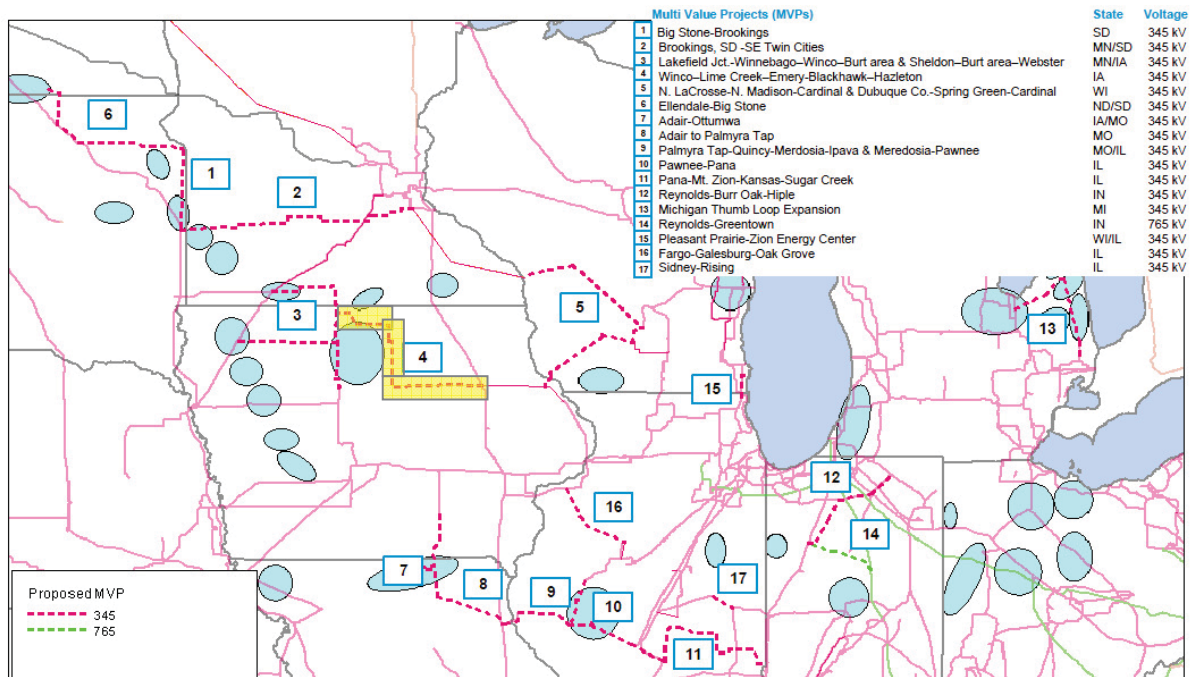 Multi Value Projects (MVPs) State Voltage
1 Big Stone-Brookings SD 345 kV
2 Brookings, SD -SE Twin Cities MN/SD 345 kV
3 Lakefield Jct.-Winnebago–Winco–Burt area & Sheldon–Burt area–Webster MN/IA 345 kV
4 Winco–Lime Creek–Emery-Blackhawk–Hazleton IA 345 kV
5 N. LaCrosse-N. Madison-Cardinal & Dubuque Co.-Spring Green-Cardinal WI 345 kV
6 Ellendale-Big Stone ND/SD 345 kV
7 Adair-Ottumwa IA/MO 345 kV
8 Adair to Palmyra Tap MO 345 kV
9 Palmyra Tap-Quincy-Merdosia-Ipava & Meredosia-Pawnee MO/IL 345 kV
10 Pawnee-Pana IL 345 kV
11 Pana-Mt. Zion-Kansas-Sugar Creek IL 345 kV
12 Reynolds-Burr Oak-Hiple IN 345 kV
13 Michigan Thumb Loop Expansion MI 345 kV
14 Reynolds-Greentown IN 765 kV
15 Pleasant Prairie-Zion Energy Center WI/IL 345 kV
16 Fargo-Galesburg-Oak Grove IL 345 kV
17 Sidney-Rising IL 345 kV
6
1
2
3
4
5
13
15
12
16
14
7
8
9
10
17
11
Proposed MVP
345
765